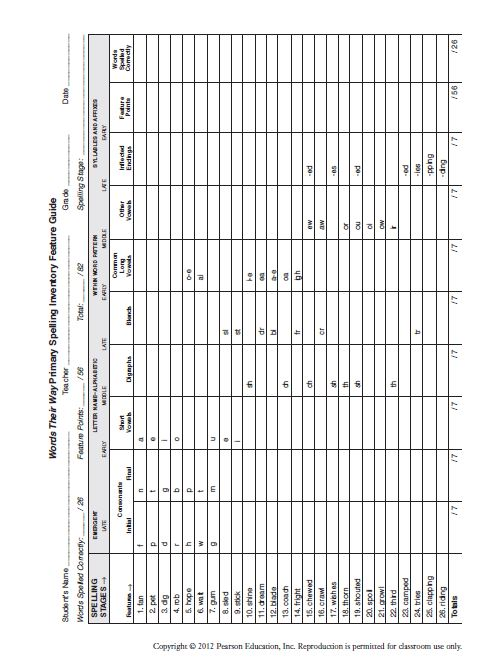 Words Their Way Primary Spelling Inventory Feature Guide
Student's Name Teacher Grade Date
Words Spelled Correctly: / 26 Feature Points: / 56 Total: / 82 Spelling Stage:
SPELLING STAGES → EMERGENT LATE LETTER NAME–ALPHABETIC EARLY MIDDLE LATE WITHIN WORD PATTERN EARLY MIDDLE LATE SYLLABLES AND AFFIXES EARLY
Features → Consonants Initial Final Short Vowels Digraphs Blends Common Long Vowels Other Vowels Inflected Endings Feature Points Words Spelled Correctly
1. fan f n a
2. pet p t e
3. dig d g i
4. rob r b o
5. hope h p o-e
6. wait w t ai
7. gum g m u
8. sled e sl
9. stick i st
10. shine sh i-e
11. dream dr ea
12. blade bl a-e
13. coach ch oa
14. fright fr igh
15. chewed ch ew -ed
16. crawl cr aw
17. wishes sh -es
18. thorn th or
19. shouted sh ou -ed
20. spoil oi
21. growl ow
22. third th ir
23. camped -ed
24. tries tr -ies
25. clapping -pping
26. riding -ding
Totals / 7 / 7 / 7 / 7 / 7 / 7 / 7 / 7 / 56 / 26
Copyright © 2012 Pearson Education, Inc. Reproduction is permitted for classroom use only.